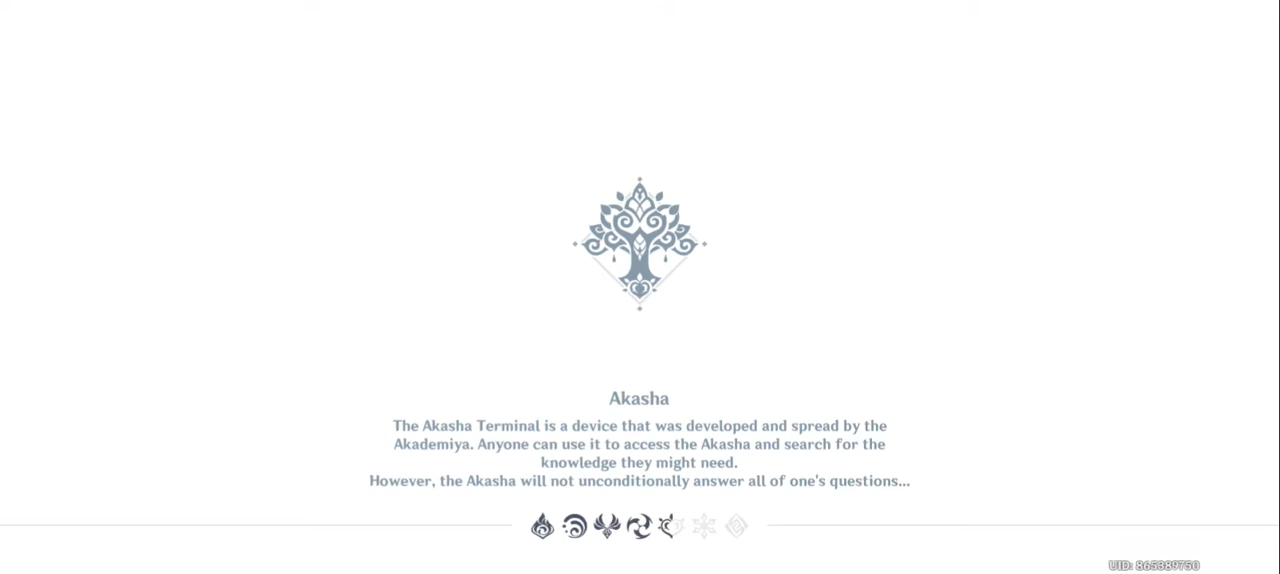 Akasha
The Akasha Terminal is a device that was developed and spread by the
Akademiya. Anyone can use it to access the Akasha and search for the
knowledge they might need.
However, the Akasha will not unconditionally answer all of one's questions...
UID: 865389750